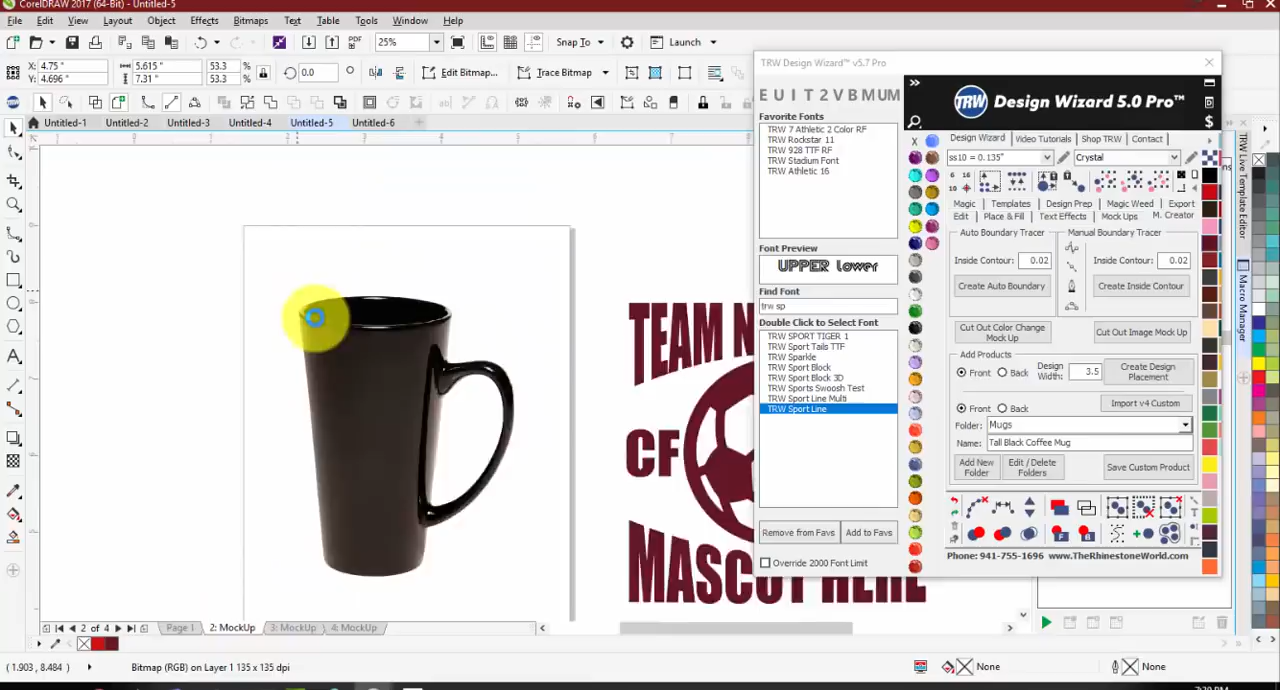 CorelDRAW 2017 (64-Bit) - Untitled-5
File Edit View Layout Object Effects Bitmaps Text Table Tools Window Help
PDF 25% Snap To Launch
X: 4.75 " 5.615 " 53.3 %
Y: 4.696 " 7.31 " 53.3 %
0.0 Edit Bitmap... Trace Bitmap
Untitled-1 Untitled-2 Untitled-3 Untitled-4 Untitled-5 Untitled-6
TRW Design Wizard™ v5.7 Pro
E U I T 2 V B M UM
TRW Design Wizard 5.0 Pro™
Favorite Fonts
TRW 7 Athletic 2 Color RF
TRW Rockstar 11
TRW 928 TTF RF
TRW Stadium Font
TRW Athletic 16
Font Preview
UPPER lower
Find Font
trw sp
Double Click to Select Font
TRW SPORT TIGER 1
TRW Sport Tails TTF
TRW Sparkle
TRW Sport Block
TRW Sport Block 3D
TRW Sports Swoosh Test
TRW Sport Line Multi
TRW Sport Line
Remove from Favs Add to Favs
Override 2000 Font Limit
Design Wizard Video Tutorials Shop TRW Contact
ss10 = 0.135" Crystal
Magic Templates Design Prep Magic Weed Export
Edit Place & Fill Text Effects Mock Ups M. Creator
Auto Boundary Tracer Manual Boundary Tracer
Inside Contour: 0.02 Inside Contour: 0.02
Create Auto Boundary Create Inside Contour
Cut Out Color Change Mock Up Cut Out Image Mock Up
Add Products
Front Back Design Width: 3.5 Create Design Placement
Front Back Import v4 Custom
Folder: Mugs
Name: Tall Black Coffee Mug
Add New Folder Edit / Delete Folders Save Custom Product
Phone: 941-755-1696 www.TheRhinestoneWorld.com
TRW Live Template Editor
Macro Manager
TEAM N
CF
MASCOT HERE
2 of 4 Page 1 2: MockUp 3: MockUp 4: MockUp
(1.903, 8.484) Bitmap (RGB) on Layer 1 135 x 135 dpi None None